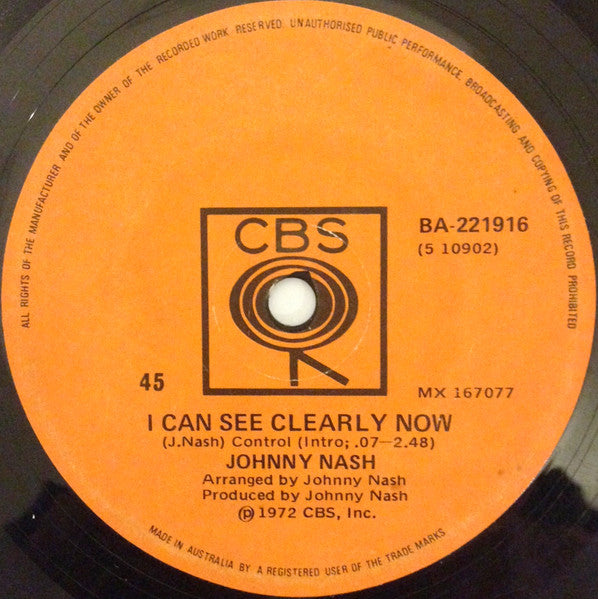 ALL RIGHTS OF THE MANUFACTURER AND OF THE OWNER OF THE RECORDED WORK RESERVED. UNAUTHORISED PUBLIC PERFORMANCE, BROADCASTING AND COPYING OF THIS RECORD PROHIBITED
CBS
BA-221916
(5 10902)
45
MX 167077
I CAN SEE CLEARLY NOW
(J.Nash) Control (Intro; .07—2.48)
JOHNNY NASH
Arranged by Johnny Nash
Produced by Johnny Nash
℗1972 CBS, Inc.
MADE IN AUSTRALIA BY A REGISTERED USER OF THE TRADE MARKS